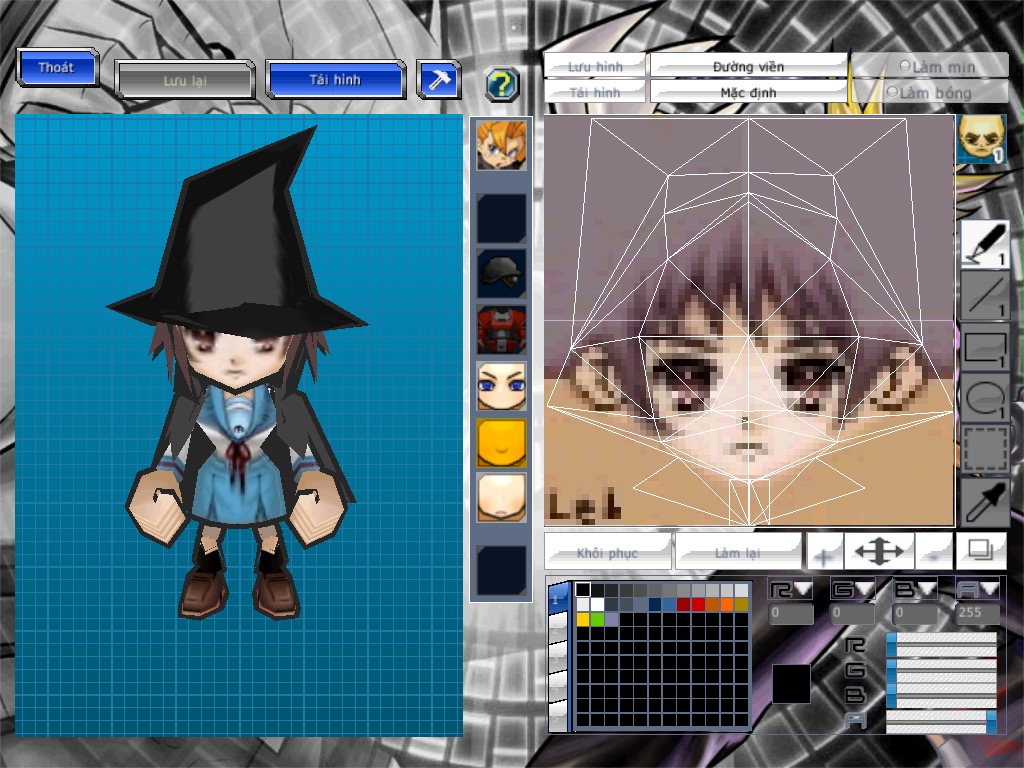 Thoát
Lưu lại
Tải hình
?
Lưu hình
Đường viền
Làm mịn
Tải hình
Mặc định
Làm bóng
1
1
1
1
1
Lek
Khôi phục
Làm lại
+
-
1
R
G
B
A
0
0
0
255
R
G
B
A